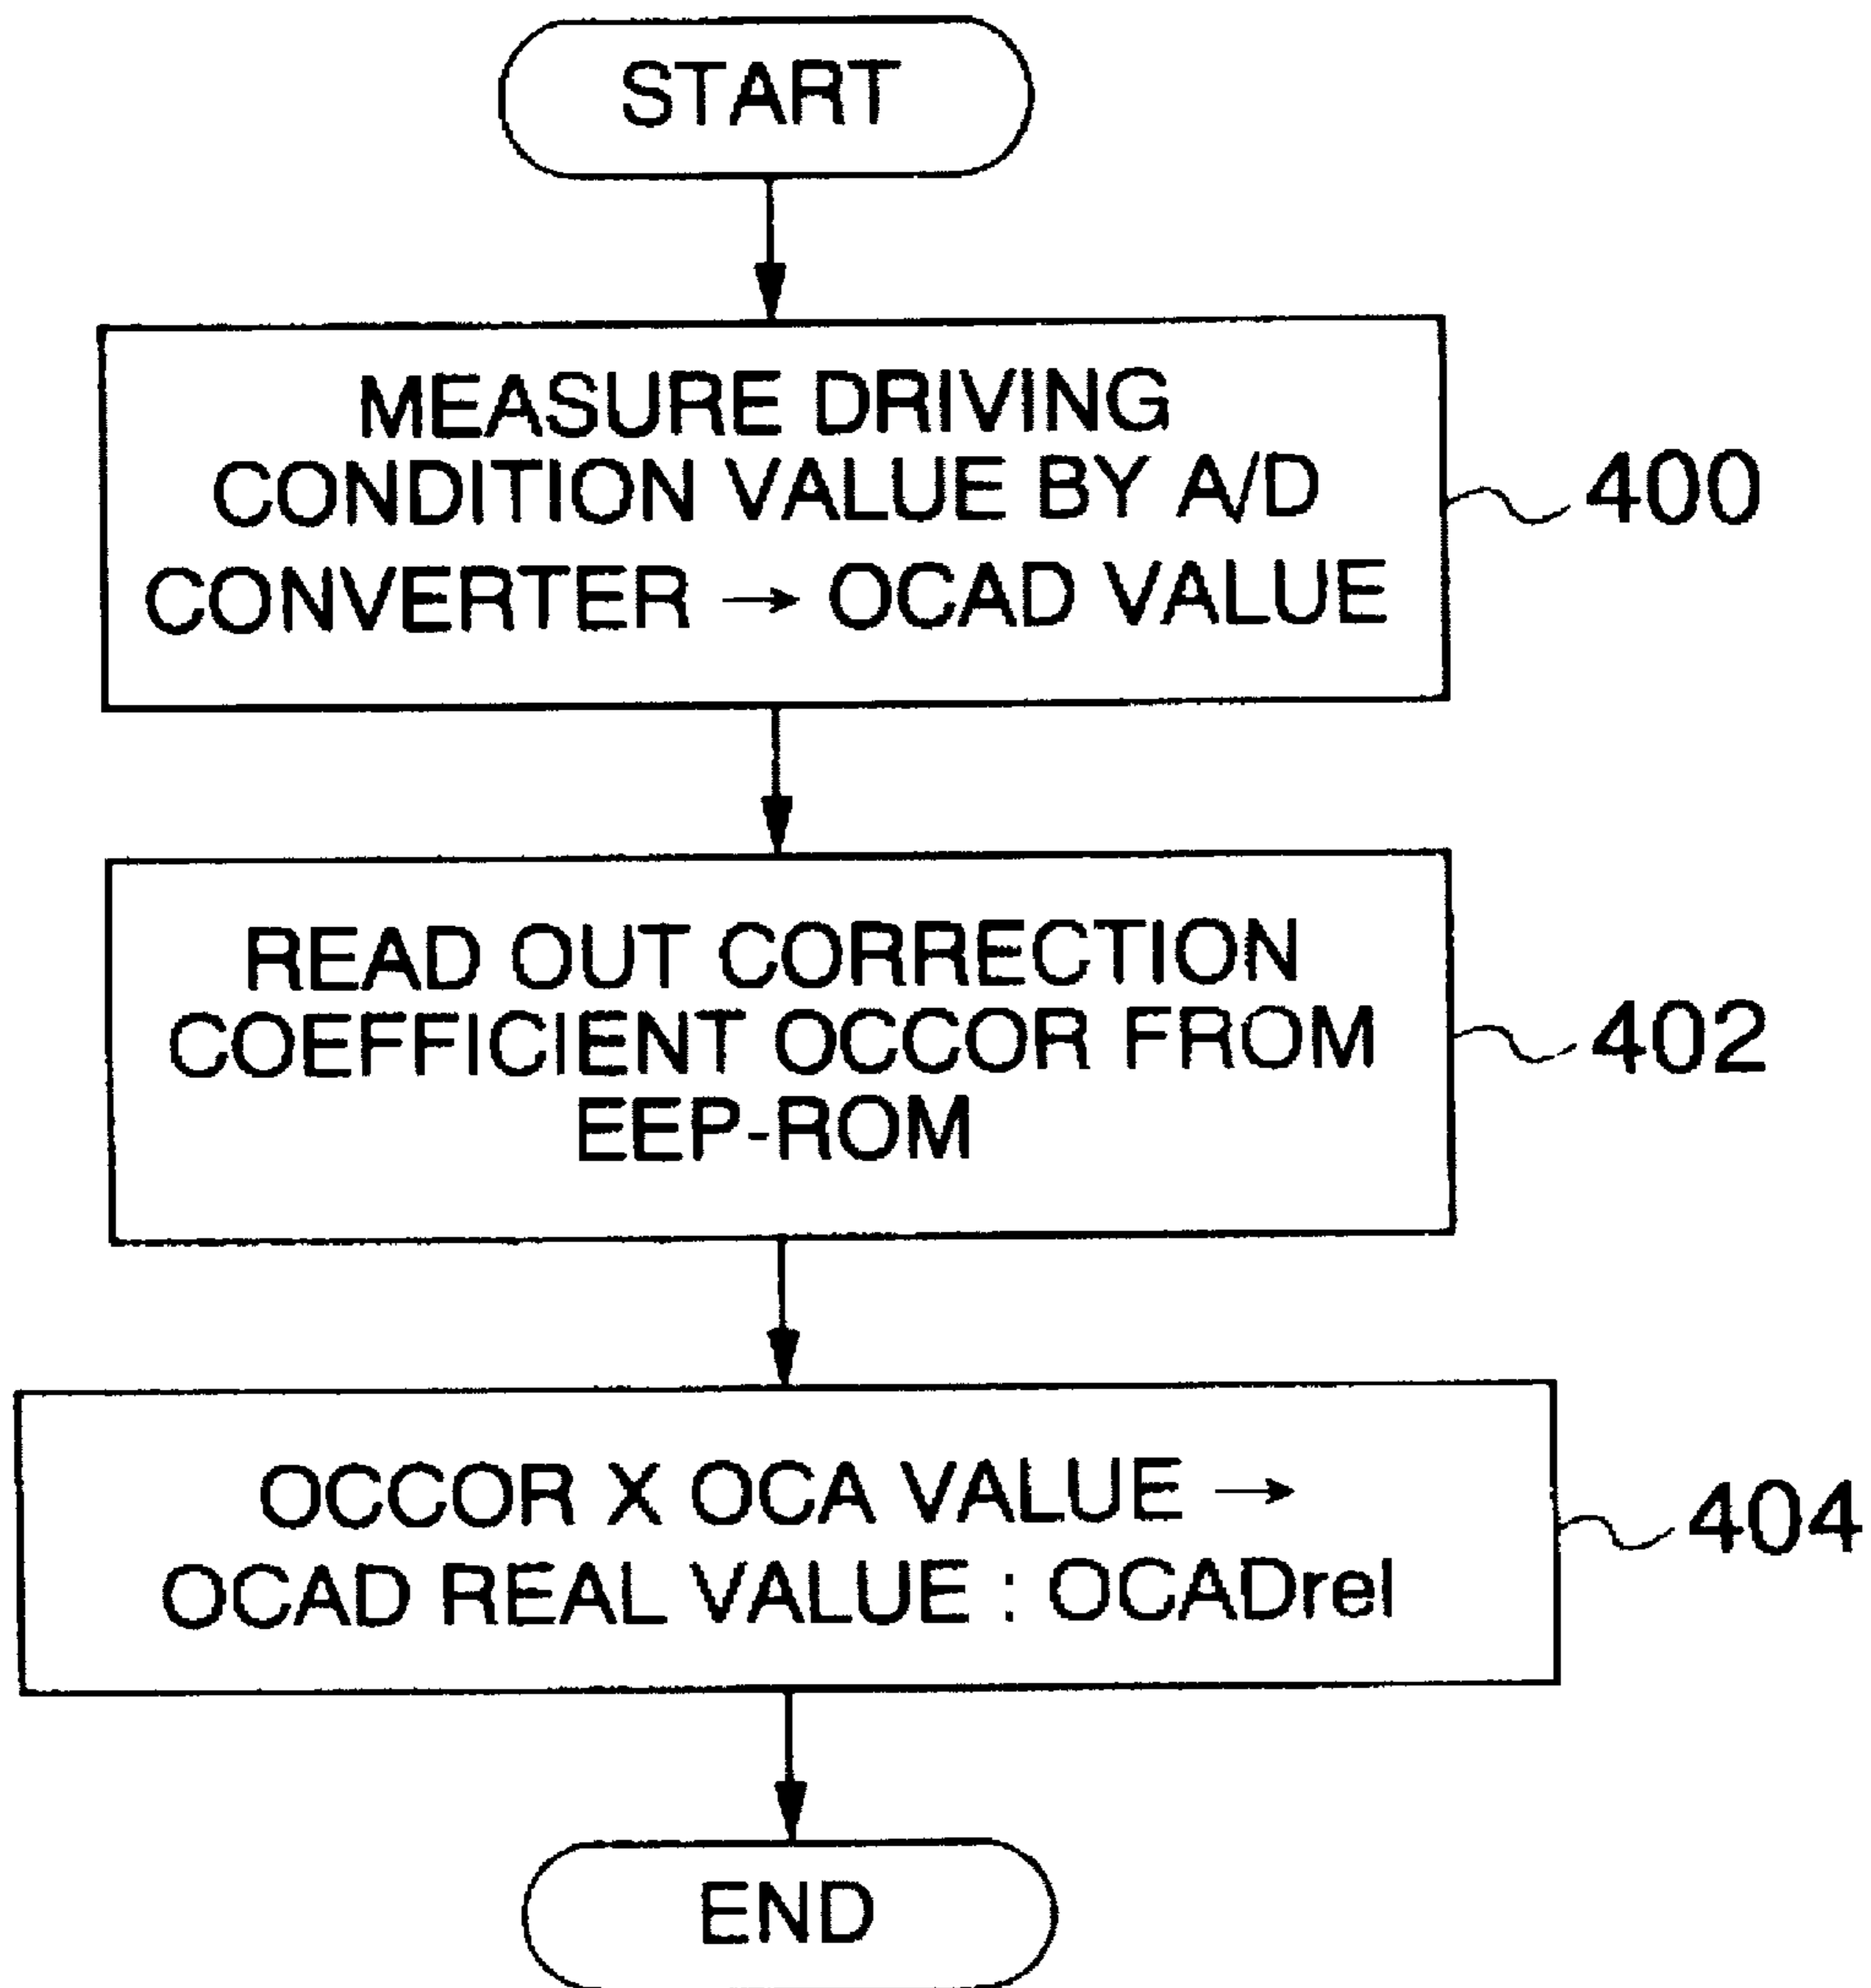 START
MEASURE DRIVING
CONDITION VALUE BY A/D
CONVERTER → OCAD VALUE
400
READ OUT CORRECTION
COEFFICIENT OCCOR FROM
EEP-ROM
402
OCCOR X OCA VALUE →
OCAD REAL VALUE : OCADrel
404
END